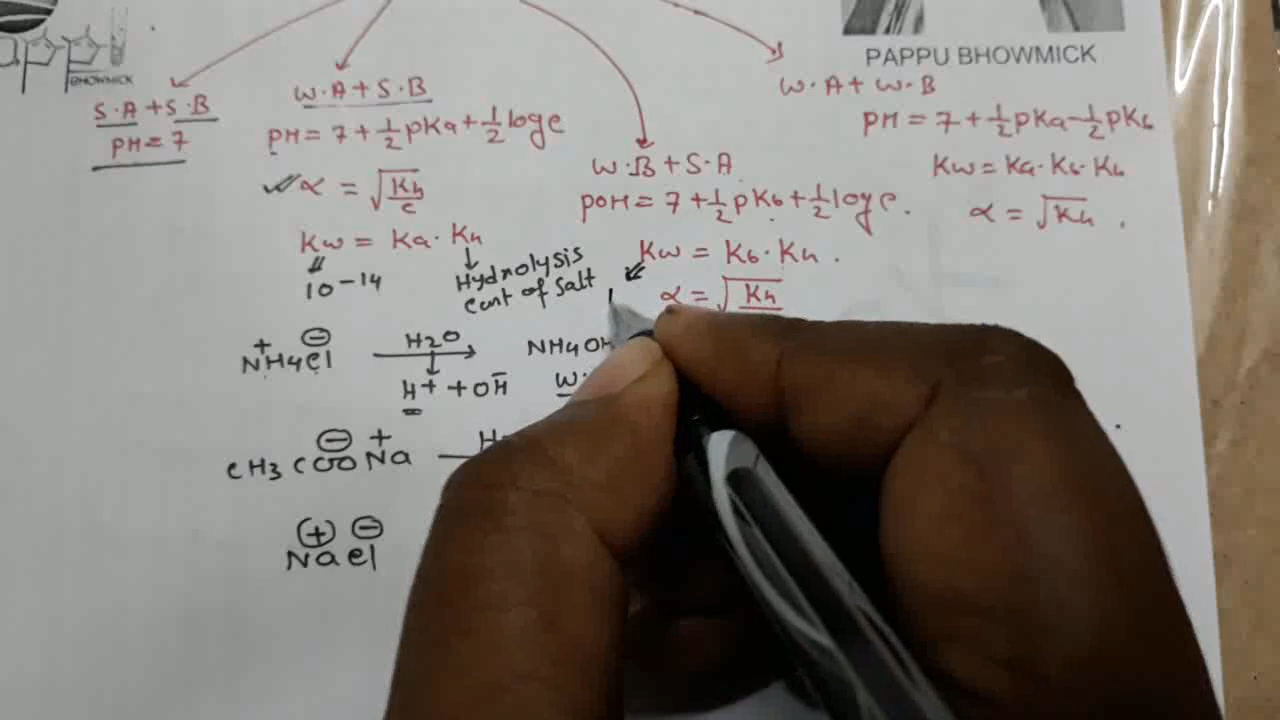 BHOWMICK
PAPPU BHOWMICK
S.A + S.B
pH = 7
W.A + S.B
pH = 7 + 1/2 pKa + 1/2 log c
α = √(Kh/c)
Kw = Ka · Kh
10-14
Hydrolysis
Cont of Salt
W.B + S.A
pOH = 7 + 1/2 pKb + 1/2 log c.
Kw = Kb · Kh .
α = √Kh
W.A + W.B
pH = 7 + 1/2 pKa - 1/2 pKb
Kw = Ka · Kb · Kh
α = √Kh .
+ ⊖
NH4Cl H2O NH4OH
H+ + OH-
W.
⊖ +
CH3COONa H
⊕ ⊖
NaCl